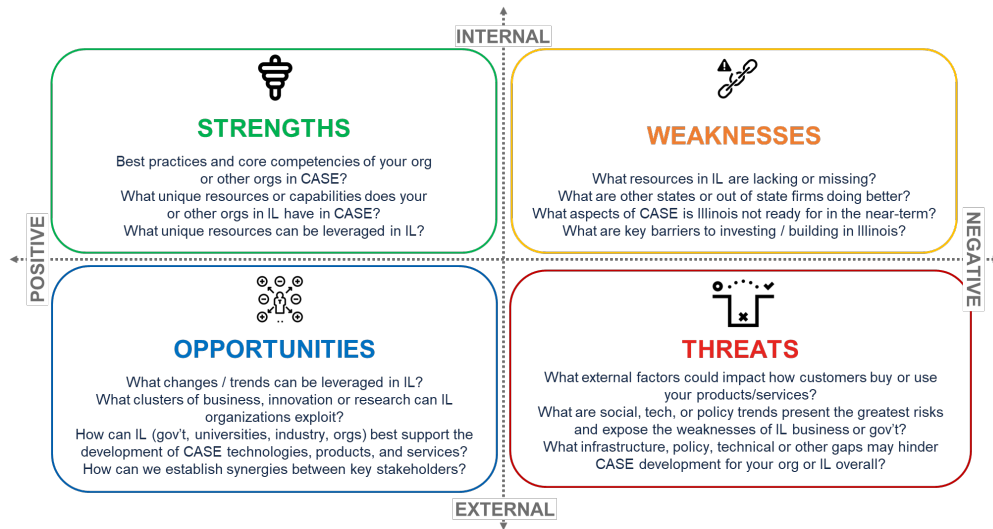 INTERNAL
STRENGTHS
Best practices and core competencies of your org
or other orgs in CASE?
What unique resources or capabilities does your
or other orgs in IL have in CASE?
What unique resources can be leveraged in IL?
WEAKNESSES
What resources in IL are lacking or missing?
What are other states or out of state firms doing better?
What aspects of CASE is Illinois not ready for in the near-term?
What are key barriers to investing / building in Illinois?
POSITIVE
NEGATIVE
OPPORTUNITIES
What changes / trends can be leveraged in IL?
What clusters of business, innovation or research can IL
organizations exploit?
How can IL (gov't, universities, industry, orgs) best support the
development of CASE technologies, products, and services?
How can we establish synergies between key stakeholders?
THREATS
What external factors could impact how customers buy or use
your products/services?
What are social, tech, or policy trends present the greatest risks
and expose the weaknesses of IL business or gov't?
What infrastructure, policy, technical or other gaps may hinder
CASE development for your org or IL overall?
EXTERNAL